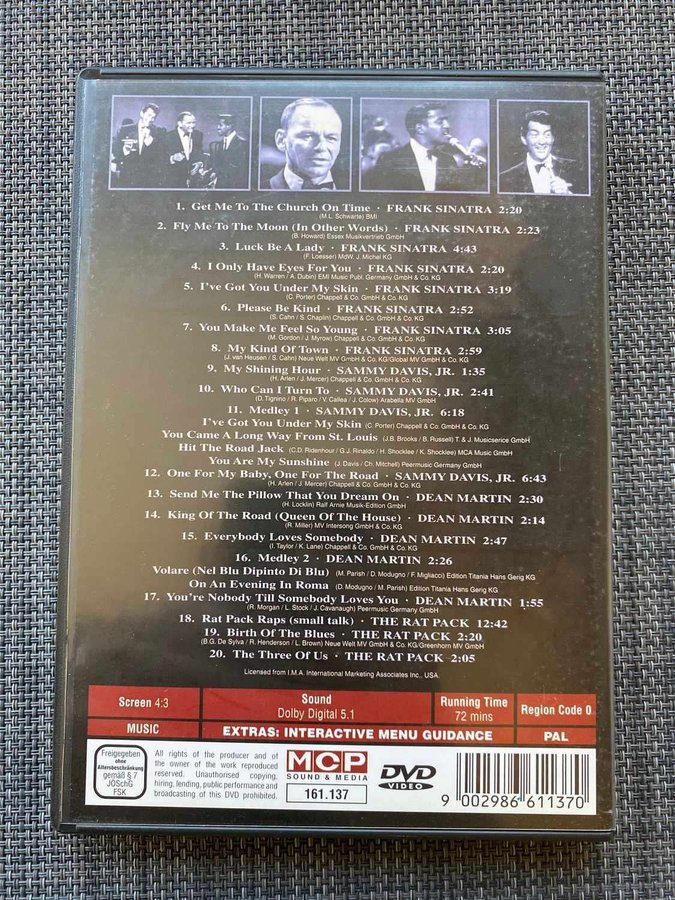 1. Get Me To The Church On Time · FRANK SINATRA 2:20
(M.L. Schwarte) BMI
2. Fly Me To The Moon (In Other Words) · FRANK SINATRA 2:23
(B. Howard) Essex Musikvertrieb GmbH
3. Luck Be A Lady · FRANK SINATRA 4:43
(F. Loesser) MdW, J. Michel KG
4. I Only Have Eyes For You · FRANK SINATRA 2:20
(H. Warren / A. Dubin) EMI Music Publ. Germany GmbH & Co. KG
5. I've Got You Under My Skin · FRANK SINATRA 3:19
(C. Porter) Chappell & Co. GmbH & Co. KG
6. Please Be Kind · FRANK SINATRA 2:52
(S. Cahn / S. Chaplin) Chappell & Co. GmbH & Co. KG
7. You Make Me Feel So Young · FRANK SINATRA 3:05
(M. Gordon / J. Myrow) Chappell & Co. GmbH & Co. KG
8. My Kind Of Town · FRANK SINATRA 2:59
(J. van Heusen / S. Cahn) Neue Welt MV GmbH & Co. KG/Global MV GmbH & Co. KG
9. My Shining Hour · SAMMY DAVIS, JR. 1:35
(H. Arlen / J. Mercer) Chappell & Co. GmbH & Co. KG
10. Who Can I Turn To · SAMMY DAVIS, JR. 2:41
(D. Tignino / R. Piparo / V. Callea / J. Colow) Arabella MV GmbH
11. Medley 1 · SAMMY DAVIS, JR. 6:18
I've Got You Under My Skin (C. Porter) Chappell & Co. GmbH & Co. KG
You Came A Long Way From St. Louis (J.B. Brooks / B. Russell) T. & J. Musicserice GmbH
Hit The Road Jack (C.D. Ridenhour / G.J. Rinaldo / H. Shocklee / K. Shocklee) MCA Music GmbH
You Are My Sunshine (J. Davis / Ch. Mitchell) Peermusic Germany GmbH
12. One For My Baby, One For The Road · SAMMY DAVIS, JR. 6:43
(H. Arlen / J. Mercer) Chappell & Co. GmbH & Co. KG
13. Send Me The Pillow That You Dream On · DEAN MARTIN 2:30
(H. Locklin) Ralf Arnie Musik-Edition GmbH
14. King Of The Road (Queen Of The House) · DEAN MARTIN 2:14
(R. Miller) MV Intersong GmbH & Co. KG
15. Everybody Loves Somebody · DEAN MARTIN 2:47
(I. Taylor / K. Lane) Chappell & Co. GmbH & Co. KG
16. Medley 2 · DEAN MARTIN 2:26
Volare (Nel Blu Dipinto Di Blu) (M. Parish / D. Modugno / F. Migliacci) Edition Titania Hans Gerig KG
On An Evening In Roma (D. Modugno / M. Parish) Edition Titania Hans Gerig KG
17. You're Nobody Till Somebody Loves You · DEAN MARTIN 1:55
(R. Morgan / L. Stock / J. Cavanaugh) Peermusic Germany GmbH
18. Rat Pack Raps (small talk) · THE RAT PACK 12:42
19. Birth Of The Blues · THE RAT PACK 2:20
(B.G. De Sylva / R. Henderson / L. Brown) Neue Welt MV GmbH & Co. KG/Greenhorn MV GmbH
20. The Three Of Us · THE RAT PACK 2:05
Licensed from I.M.A. International Marketing Associates Inc., USA.
Screen 4:3
Sound
Dolby Digital 5.1
Running Time
72 mins
Region Code 0
MUSIC
EXTRAS: INTERACTIVE MENU GUIDANCE
PAL
Freigegeben
ohne
Altersbeschränkung
gemäß § 7
JÖSchG
FSK
All rights of the producer and of
the owner of the work reproduced
reserved. Unauthorised copying,
hiring, lending, public performance and
broadcasting of this DVD prohibited.
MCP
SOUND & MEDIA
161.137
DVD
VIDEO
9 002986 611370